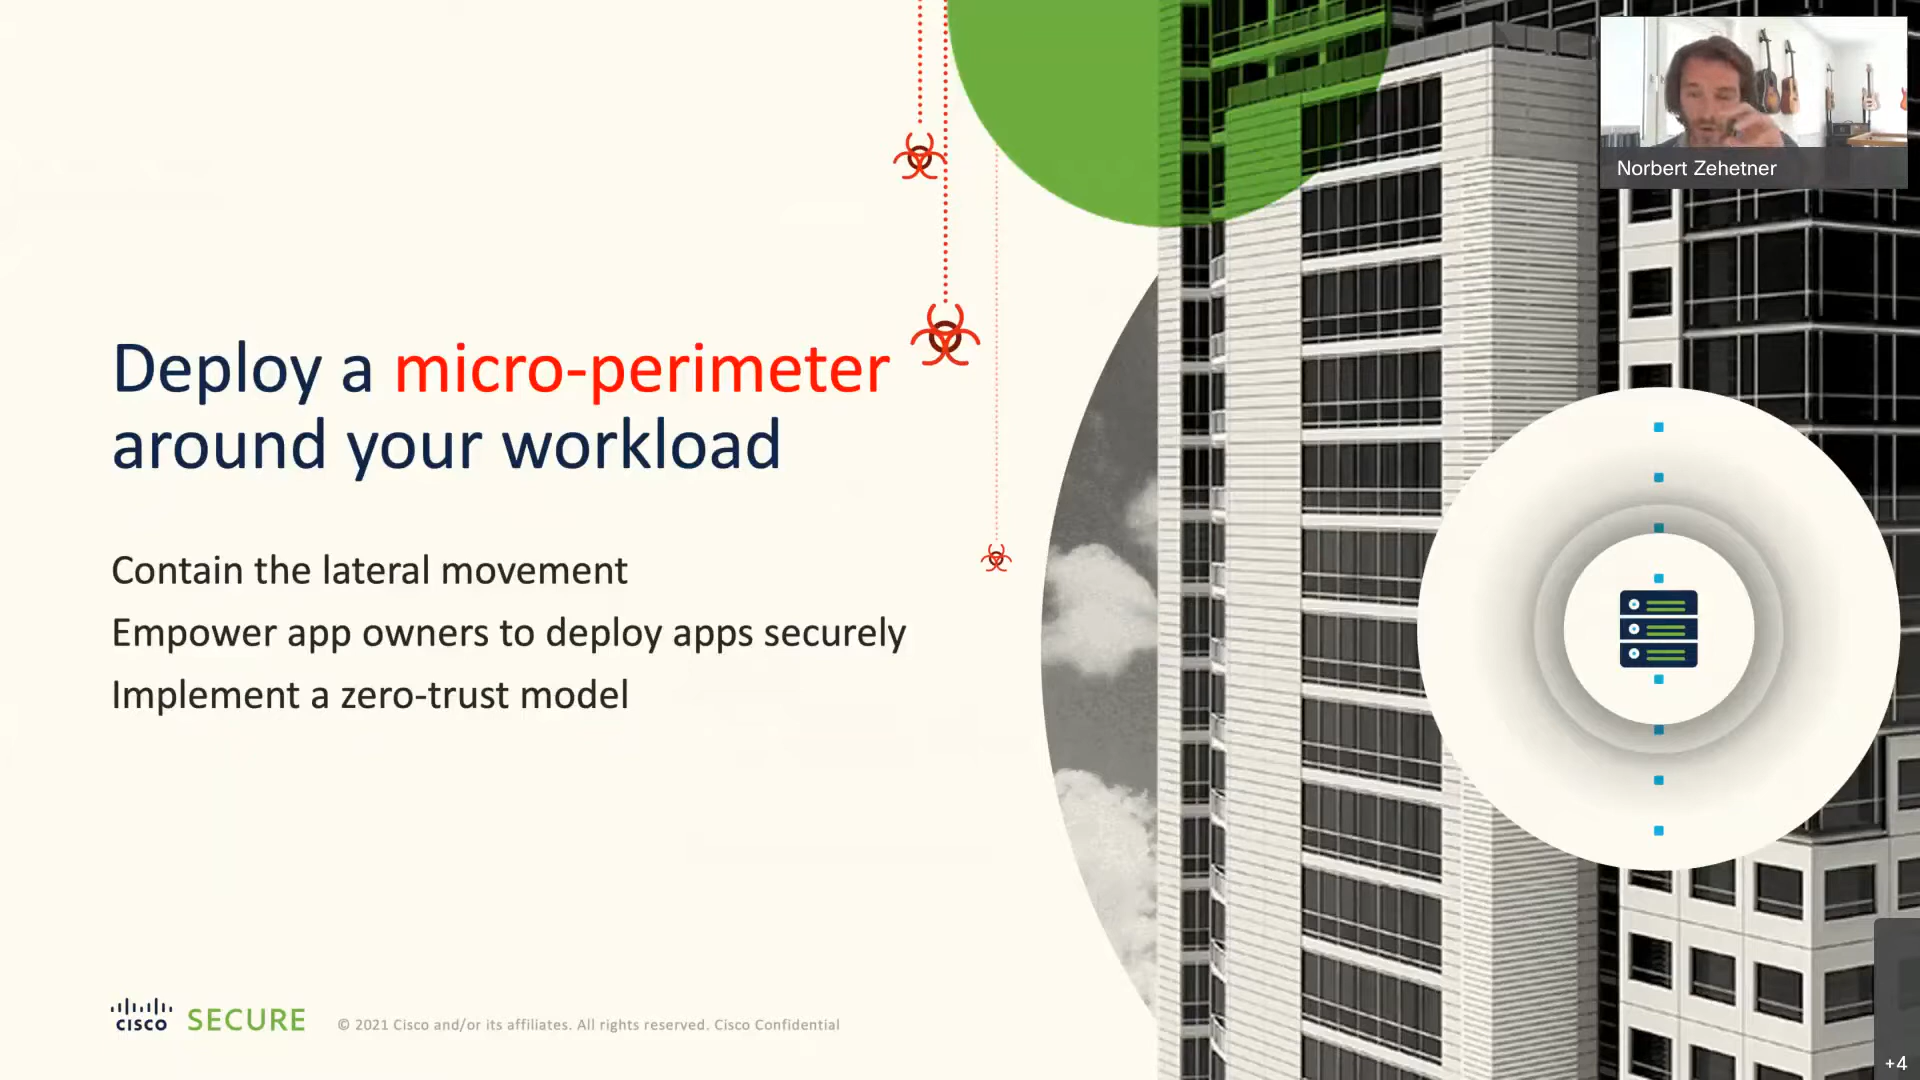 Norbert Zehetner
Deploy a micro-perimeter
around your workload
Contain the lateral movement
Empower app owners to deploy apps securely
Implement a zero-trust model
CISCO SECURE © 2021 Cisco and/or its affiliates. All rights reserved. Cisco Confidential
+4